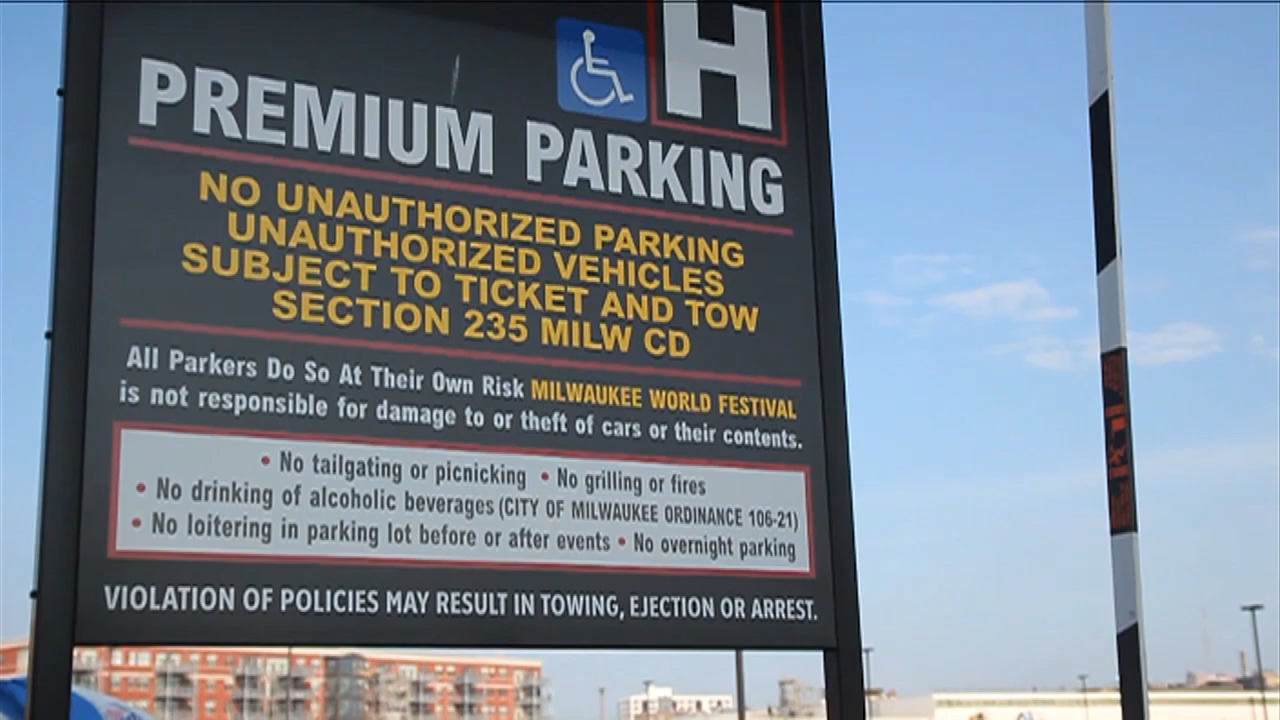 H
PREMIUM PARKING
NO UNAUTHORIZED PARKING
UNAUTHORIZED VEHICLES
SUBJECT TO TICKET AND TOW
SECTION 235 MILW CD
All Parkers Do So At Their Own Risk MILWAUKEE WORLD FESTIVAL
is not responsible for damage to or theft of cars or their contents.
• No tailgating or picnicking • No grilling or fires
• No drinking of alcoholic beverages (CITY OF MILWAUKEE ORDINANCE 106-21)
• No loitering in parking lot before or after events • No overnight parking
VIOLATION OF POLICIES MAY RESULT IN TOWING, EJECTION OR ARREST.